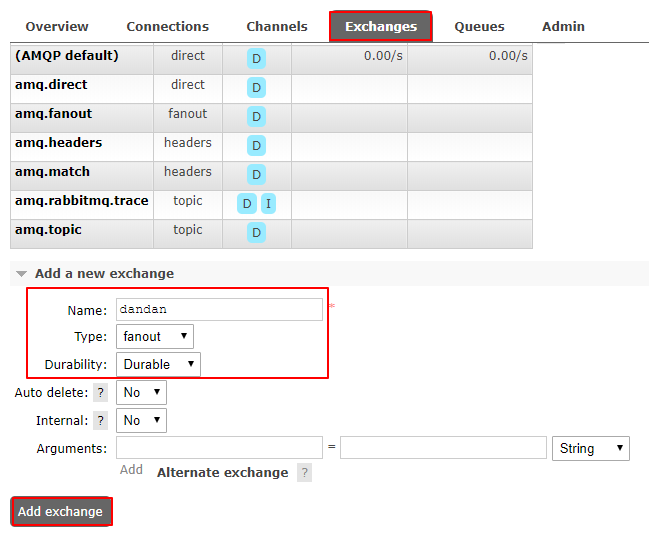 Overview Connections Channels Exchanges Queues Admin
(AMQP default) direct D 0.00/s 0.00/s
amq.direct direct D
amq.fanout fanout D
amq.headers headers D
amq.match headers D
amq.rabbitmq.trace topic D I
amq.topic topic D
Add a new exchange
Name: dandan *
Type: fanout
Durability: Durable
Auto delete: ? No
Internal: ? No
Arguments: = String
Add Alternate exchange ?
Add exchange